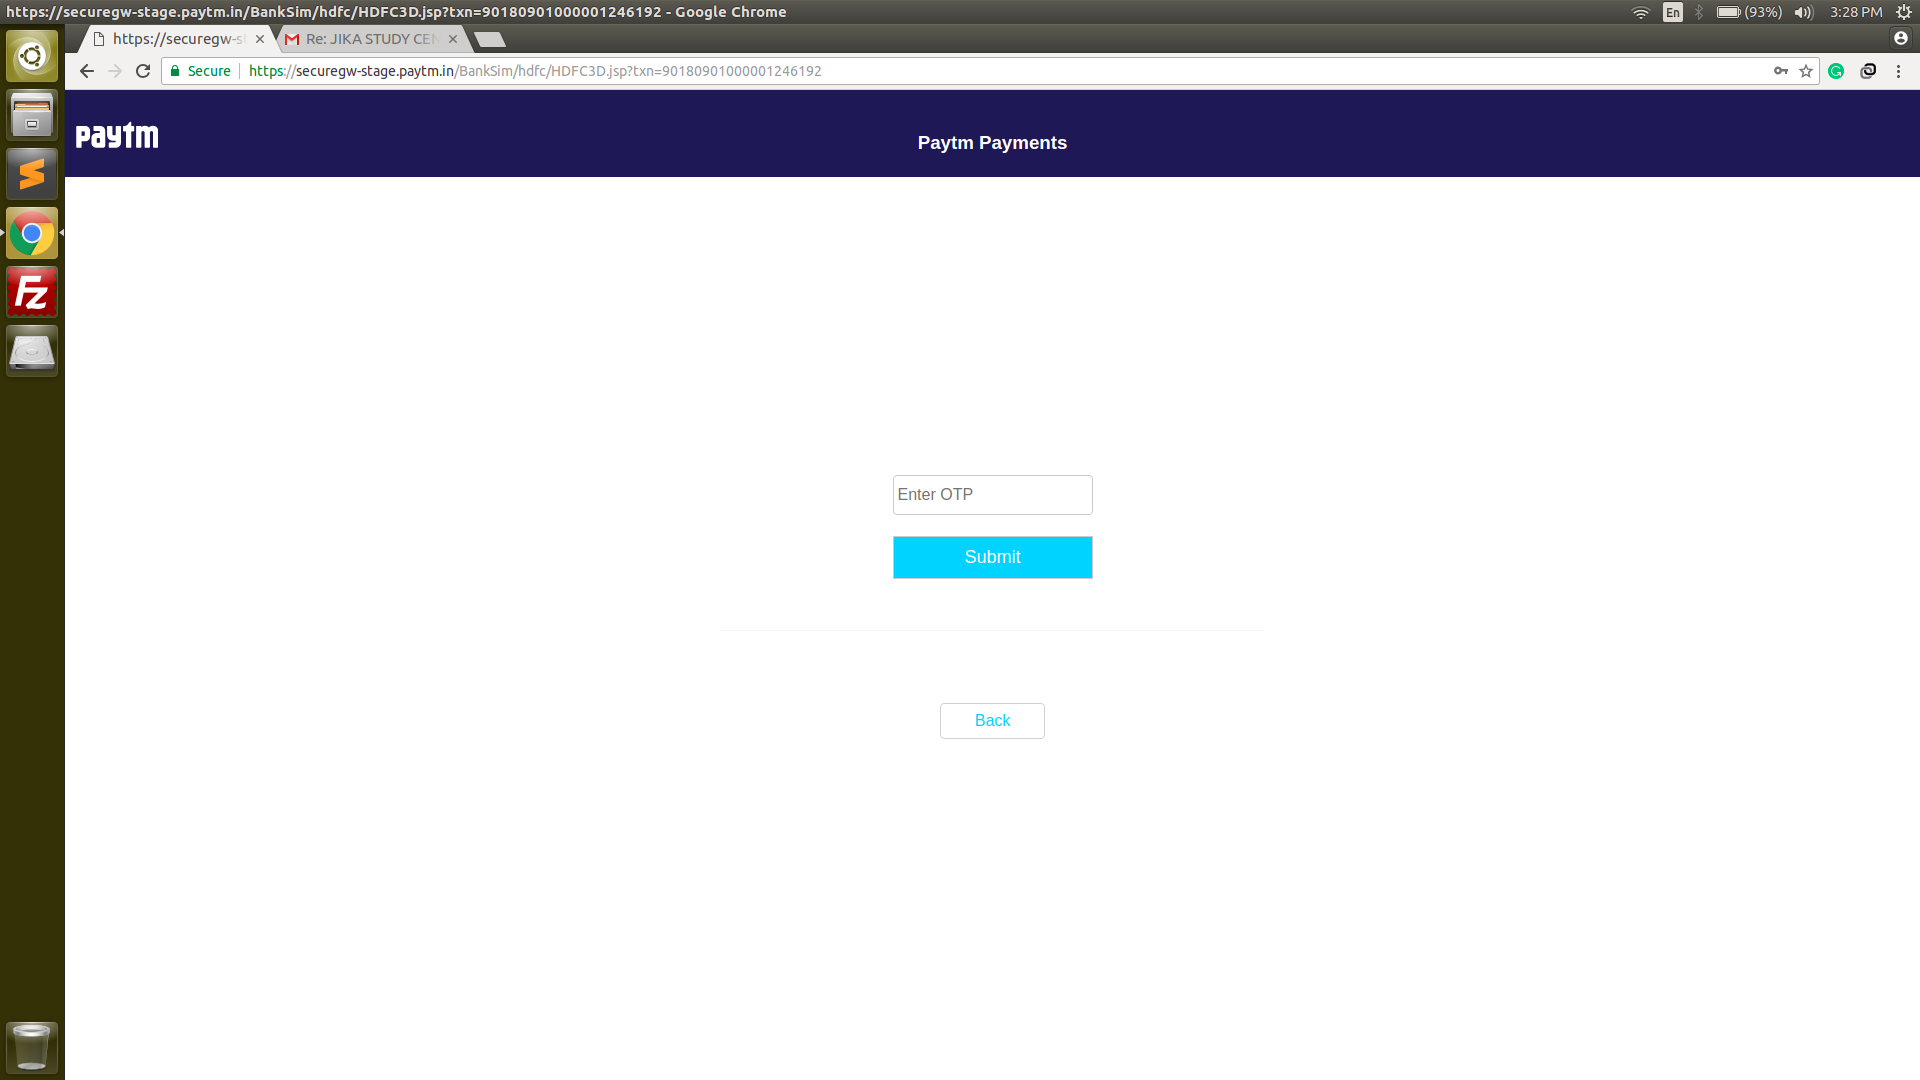 https://securegw-stage.paytm.in/BankSim/hdfc/HDFC3D.jsp?txn=90180901000001246192 - Google Chrome
En
(93%)
3:28 PM
https://securegw-s
Re: JIKA STUDY CEN
Secure
https://securegw-stage.paytm.in/BankSim/hdfc/HDFC3D.jsp?txn=90180901000001246192
paytm
Paytm Payments
Enter OTP
Submit
Back
Fz